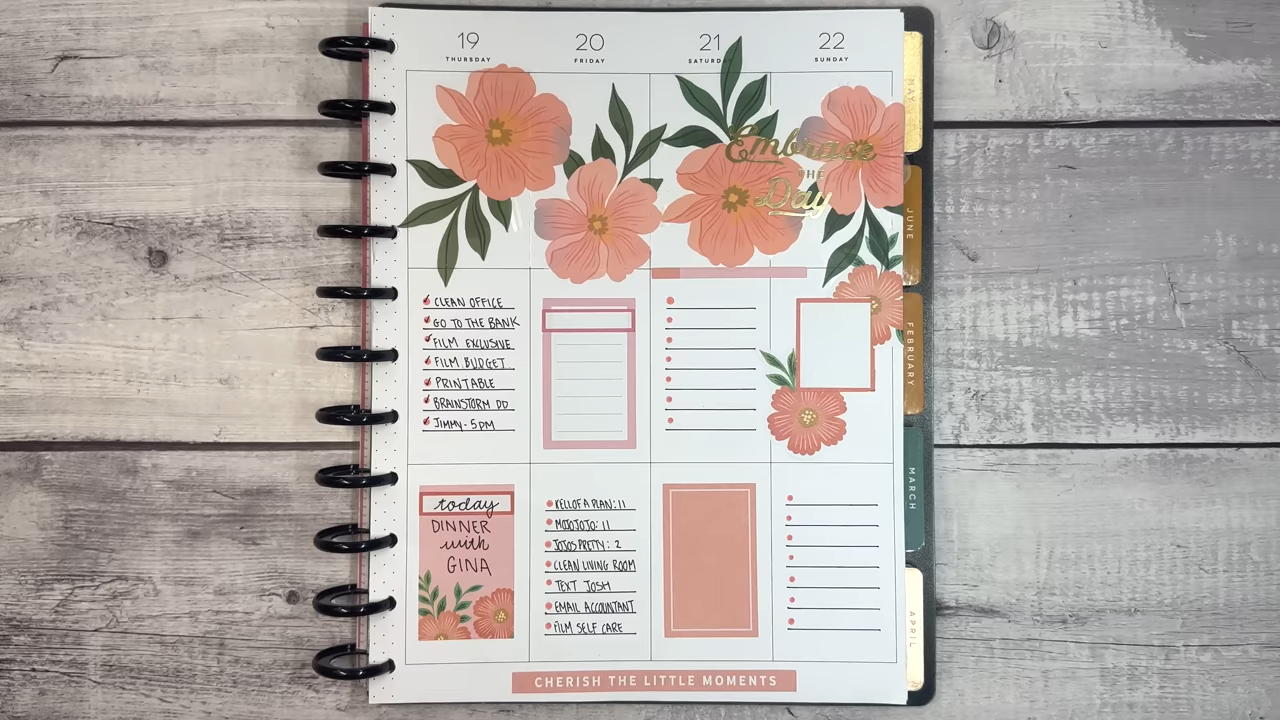 19 20 21 22
THURSDAY FRIDAY SATURDAY SUNDAY
Embrace
THE
Day
CLEAN OFFICE
GO TO THE BANK
FILM EXCLUSIVE
FILM BUDGET
PRINTABLE
BRAINSTORM DD
JIMMY - 5PM
today
DINNER
with
GINA
KELLOFAPLAN: 11
MOJOJOJO: 11
JOJOS PRETTY: 2
CLEAN LIVING ROOM
TEXT JOSH
EMAIL ACCOUNTANT
FILM SELF CARE
CHERISH THE LITTLE MOMENTS
MAY
JUNE
FEBRUARY
MARCH
APRIL